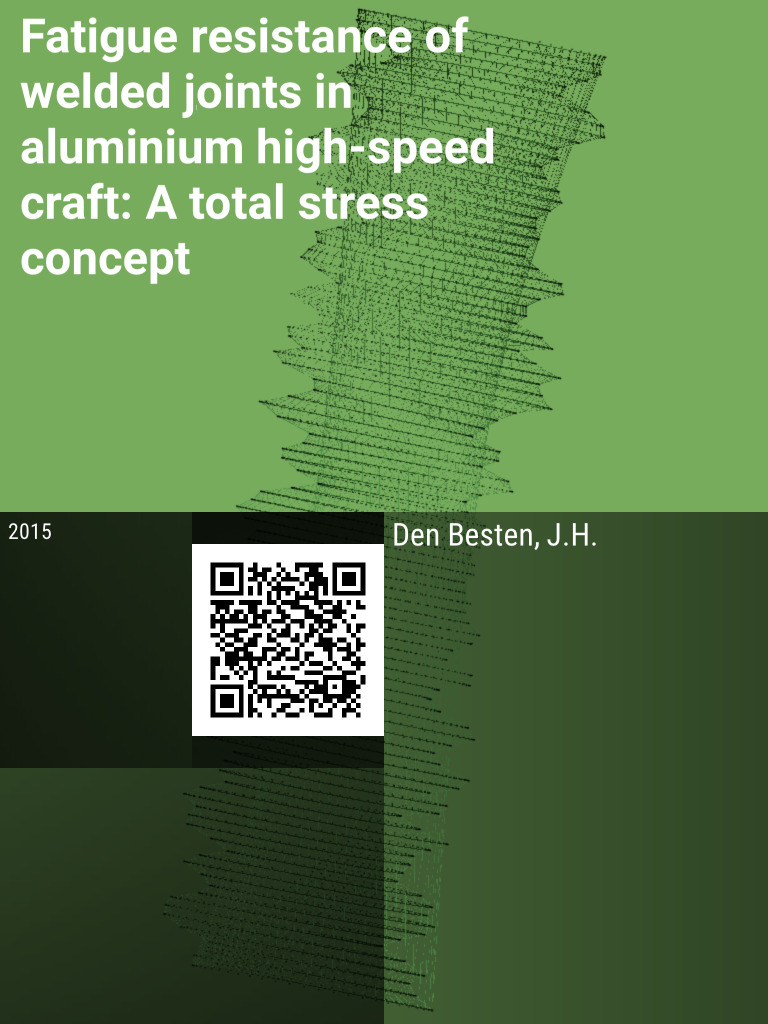 Fatigue resistance of
welded joints in
aluminium high-speed
craft: A total stress
concept
2015
Den Besten, J.H.